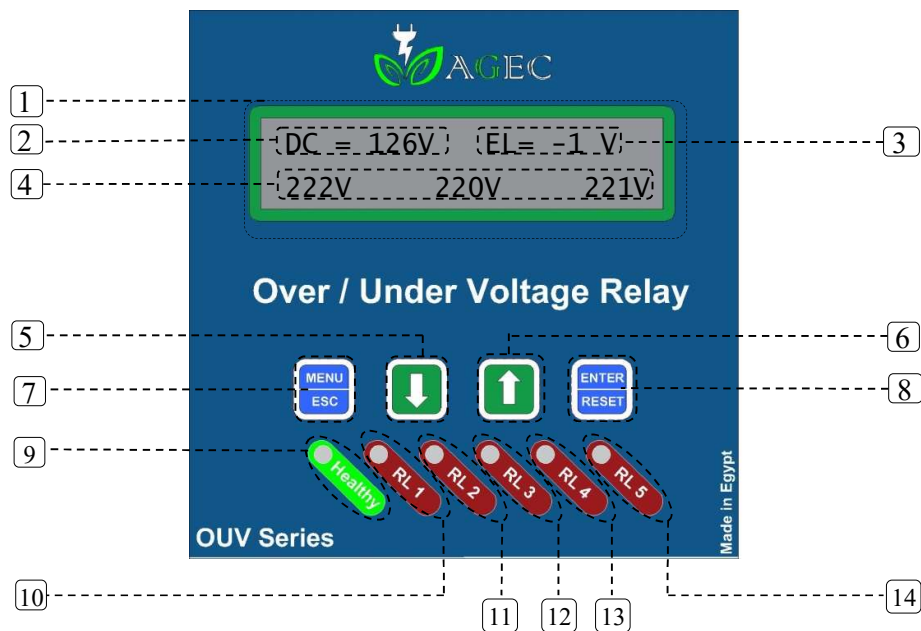 AGEC
1
2
DC = 126V EL= -1 V
3
4
222V 220V 221V
Over / Under Voltage Relay
5
6
7
MENU
ESC
ENTER
RESET
8
9
Healthy
RL 1
RL 2
RL 3
RL 4
RL 5
Made in Egypt
OUV Series
10
11
12
13
14